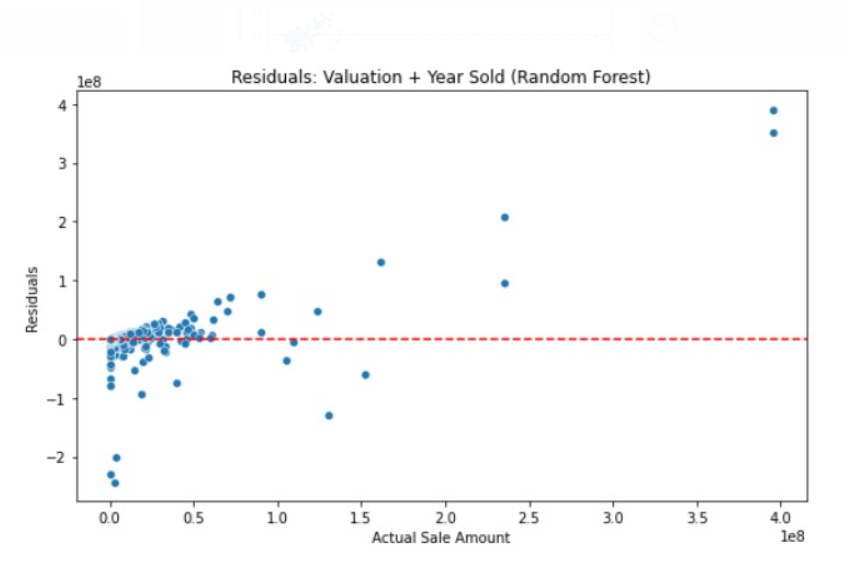 Residuals: Valuation + Year Sold (Random Forest)
1e8
4
3
2
1
0
−1
−2
Residuals
0.0 0.5 1.0 1.5 2.0 2.5 3.0 3.5 4.0
Actual Sale Amount
1e8